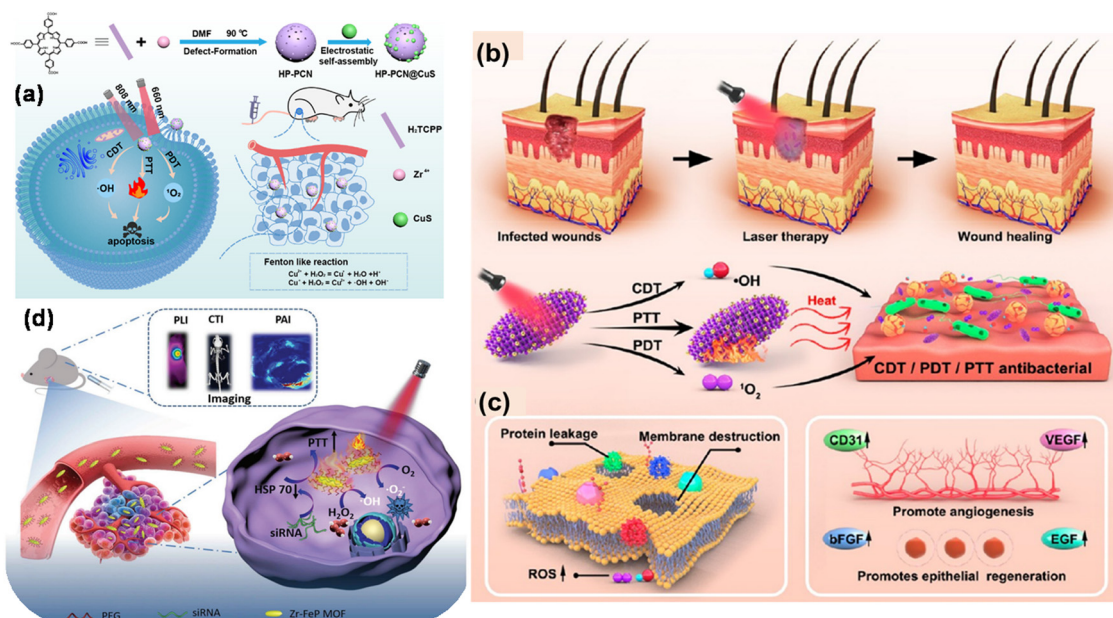 COOH
HOOC
COOH
COOH
DMF 90 ℃
Defect-Formation
Electrostatic
self-assembly
HP-PCN
HP-PCN@CuS
(a)
808 nm
660 nm
CDT
PTT
PDT
·OH
¹O₂
apoptosis
H₂TCPP
Zr⁴⁺
CuS
Fenton like reaction
Cu²⁺ + H₂O₂ = Cu⁺ + H₂O +H⁺
Cu⁺ + H₂O₂ = Cu²⁺ + ·OH + OH⁻
(b)
Infected wounds
Laser therapy
Wound healing
CDT
PTT
PDT
·OH
Heat
¹O₂
CDT / PDT / PTT antibacterial
(c)
Protein leakage
Membrane destruction
ROS
CD31
VEGF
Promote angiogenesis
bFGF
EGF
Promotes epithelial regeneration
(d)
PLI
CTI
PAI
Imaging
PTT
HSP 70
siRNA
H₂O₂
·OH
O₂
·O₂⁻
PEG
siRNA
Zr-FeP MOF